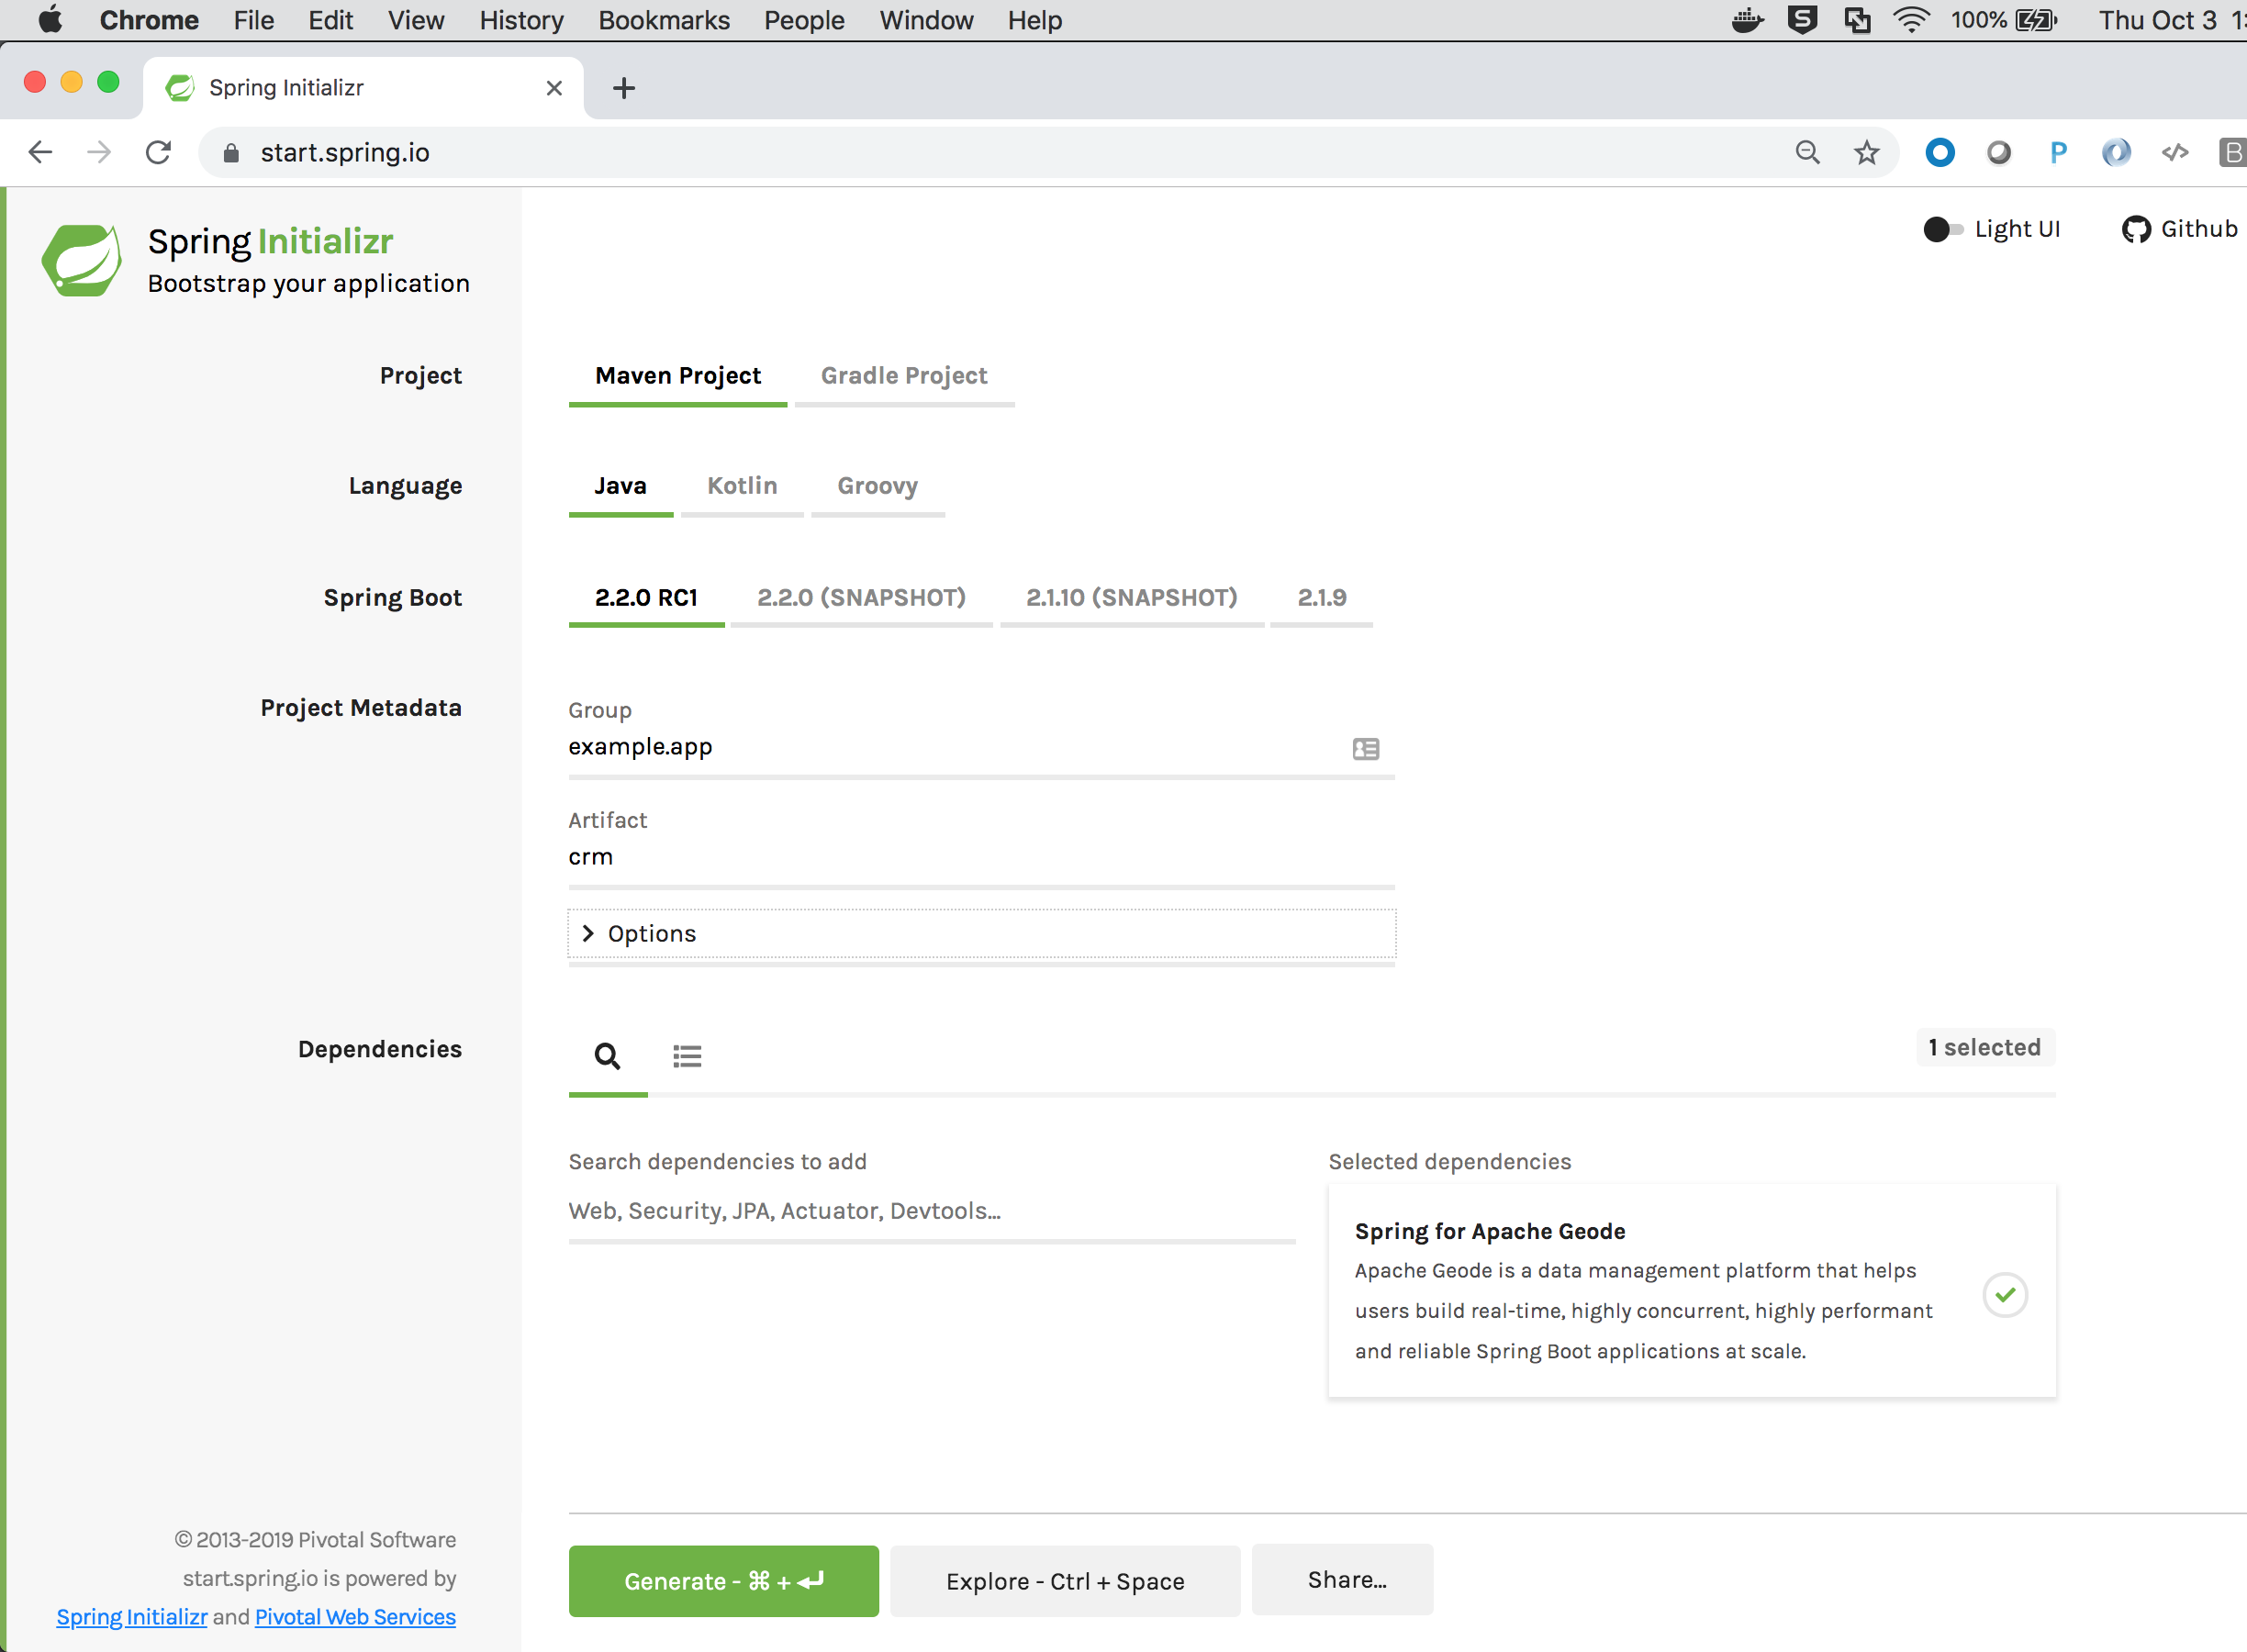 Chrome File Edit View History Bookmarks People Window Help 100% Thu Oct 3
Spring Initializr
start.spring.io
Spring Initializr
Bootstrap your application
Light UI Github
Project Maven Project Gradle Project
Language Java Kotlin Groovy
Spring Boot 2.2.0 RC1 2.2.0 (SNAPSHOT) 2.1.10 (SNAPSHOT) 2.1.9
Project Metadata Group
example.app
Artifact
crm
Options
Dependencies 1 selected
Search dependencies to add
Web, Security, JPA, Actuator, Devtools...
Selected dependencies
Spring for Apache Geode
Apache Geode is a data management platform that helps
users build real-time, highly concurrent, highly performant
and reliable Spring Boot applications at scale.
© 2013-2019 Pivotal Software
start.spring.io is powered by
Spring Initializr and Pivotal Web Services
Generate - ⌘ + ↵ Explore - Ctrl + Space Share...